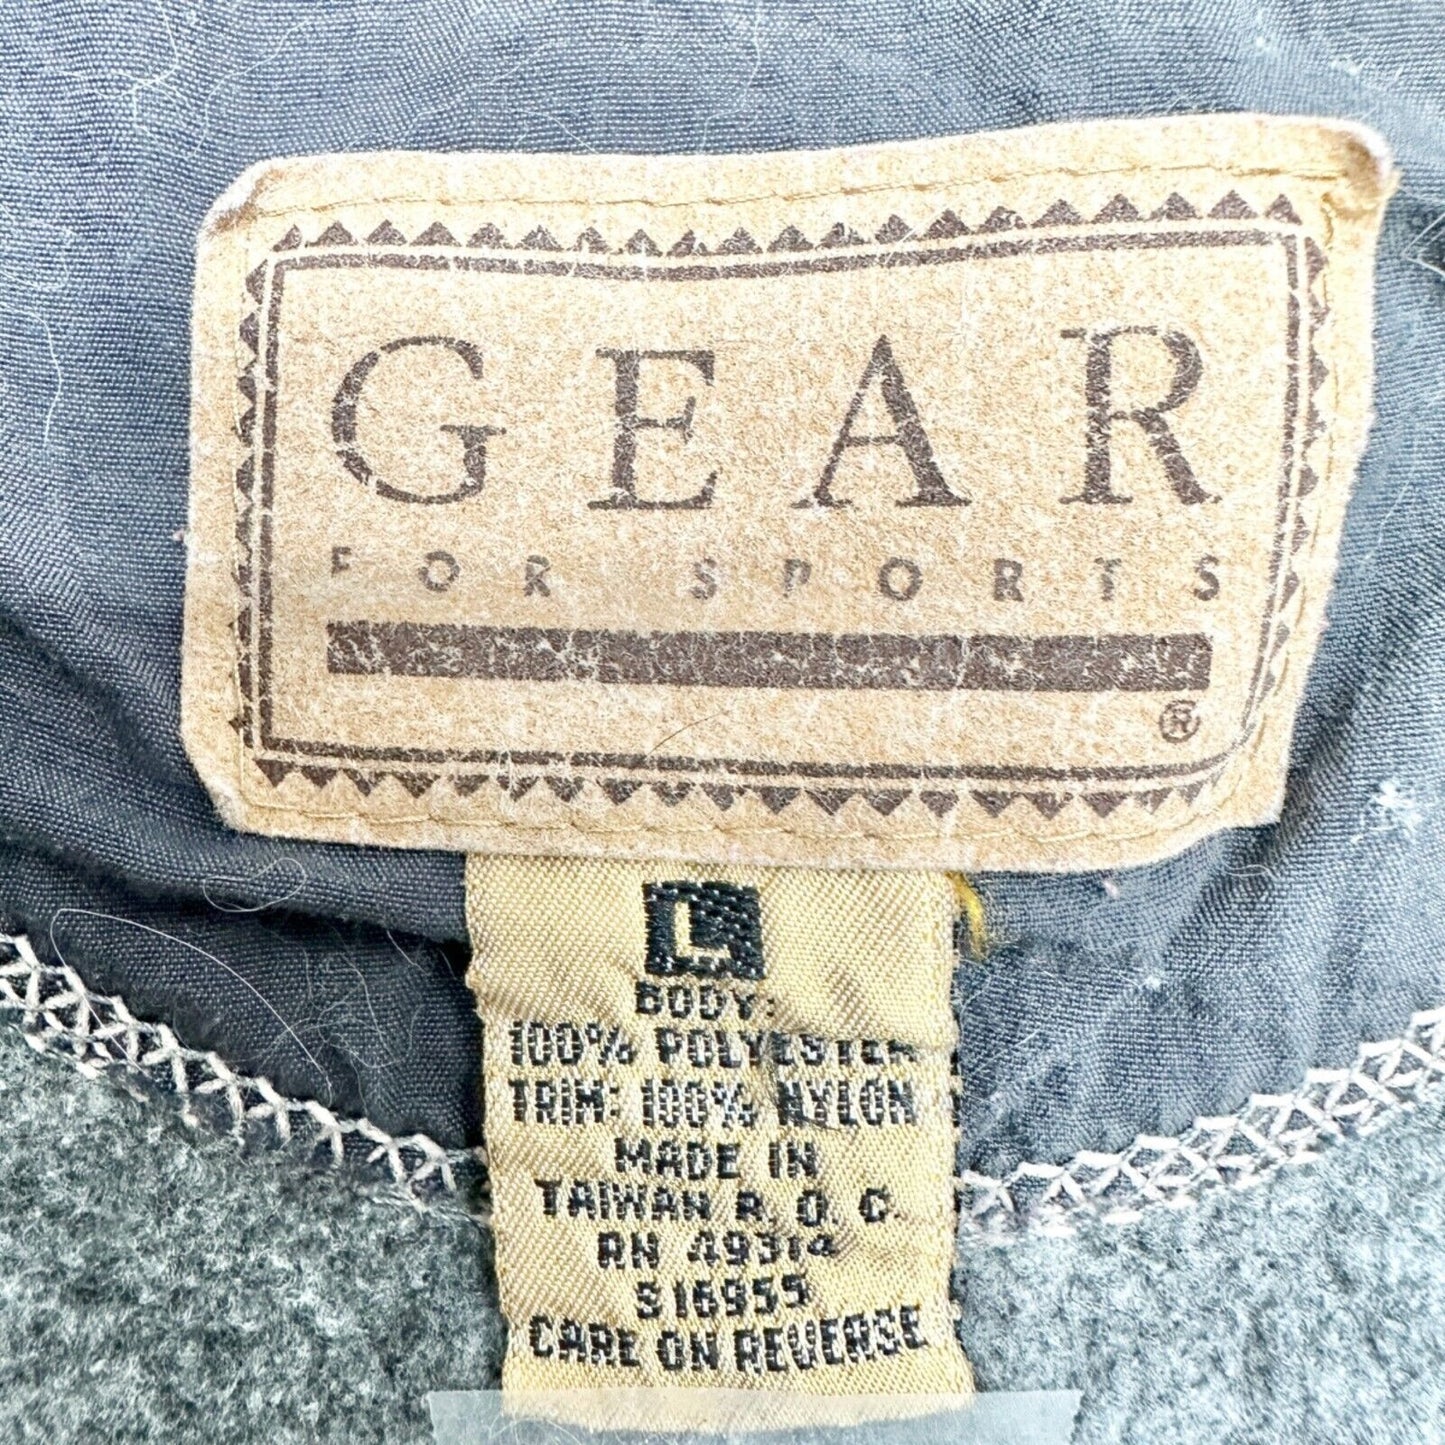 GEAR
FOR SPORTS
®
L
BODY:
100% POLYESTER
TRIM: 100% NYLON
MADE IN
TAIWAN R.O.C.
RN 49314
S16955
CARE ON REVERSE